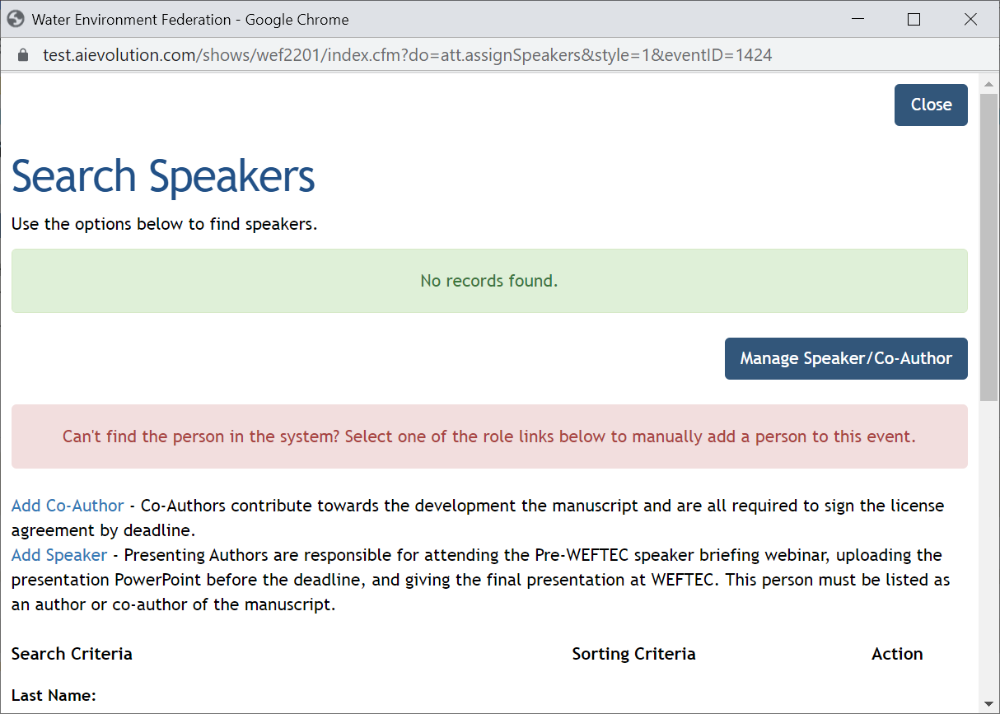 Water Environment Federation - Google Chrome
test.aievolution.com/shows/wef2201/index.cfm?do=att.assignSpeakers&style=1&eventID=1424
Close
Search Speakers
Use the options below to find speakers.
No records found.
Manage Speaker/Co-Author
Can't find the person in the system? Select one of the role links below to manually add a person to this event.
Add Co-Author - Co-Authors contribute towards the development the manuscript and are all required to sign the license
agreement by deadline.
Add Speaker - Presenting Authors are responsible for attending the Pre-WEFTEC speaker briefing webinar, uploading the
presentation PowerPoint before the deadline, and giving the final presentation at WEFTEC. This person must be listed as
an author or co-author of the manuscript.
Search Criteria Sorting Criteria Action
Last Name: